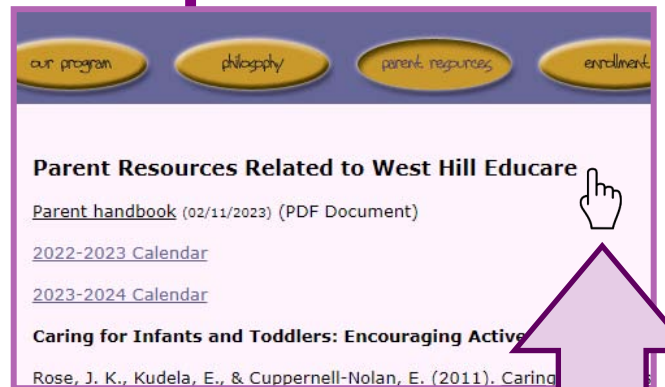 our program philosophy parent resources enrollment
Parent Resources Related to West Hill Educare
Parent handbook (02/11/2023) (PDF Document)
2022-2023 Calendar
2023-2024 Calendar
Caring for Infants and Toddlers: Encouraging Active
Rose, J. K., Kudela, E., & Cuppernell-Nolan, E. (2011). Caring